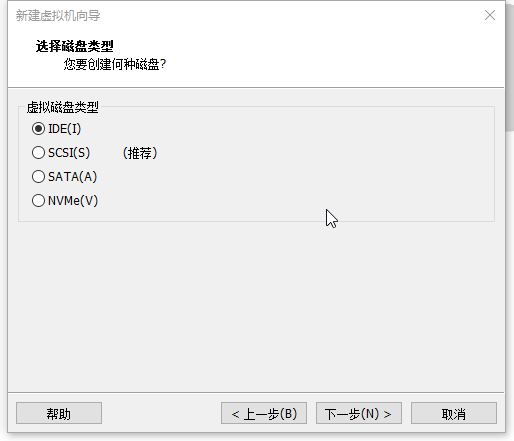 新建虚拟机向导
选择磁盘类型
您要创建何种磁盘?
虚拟磁盘类型
IDE(I)
SCSI(S) （推荐）
SATA(A)
NVMe(V)
帮助 < 上一步(B) 下一步(N) > 取消